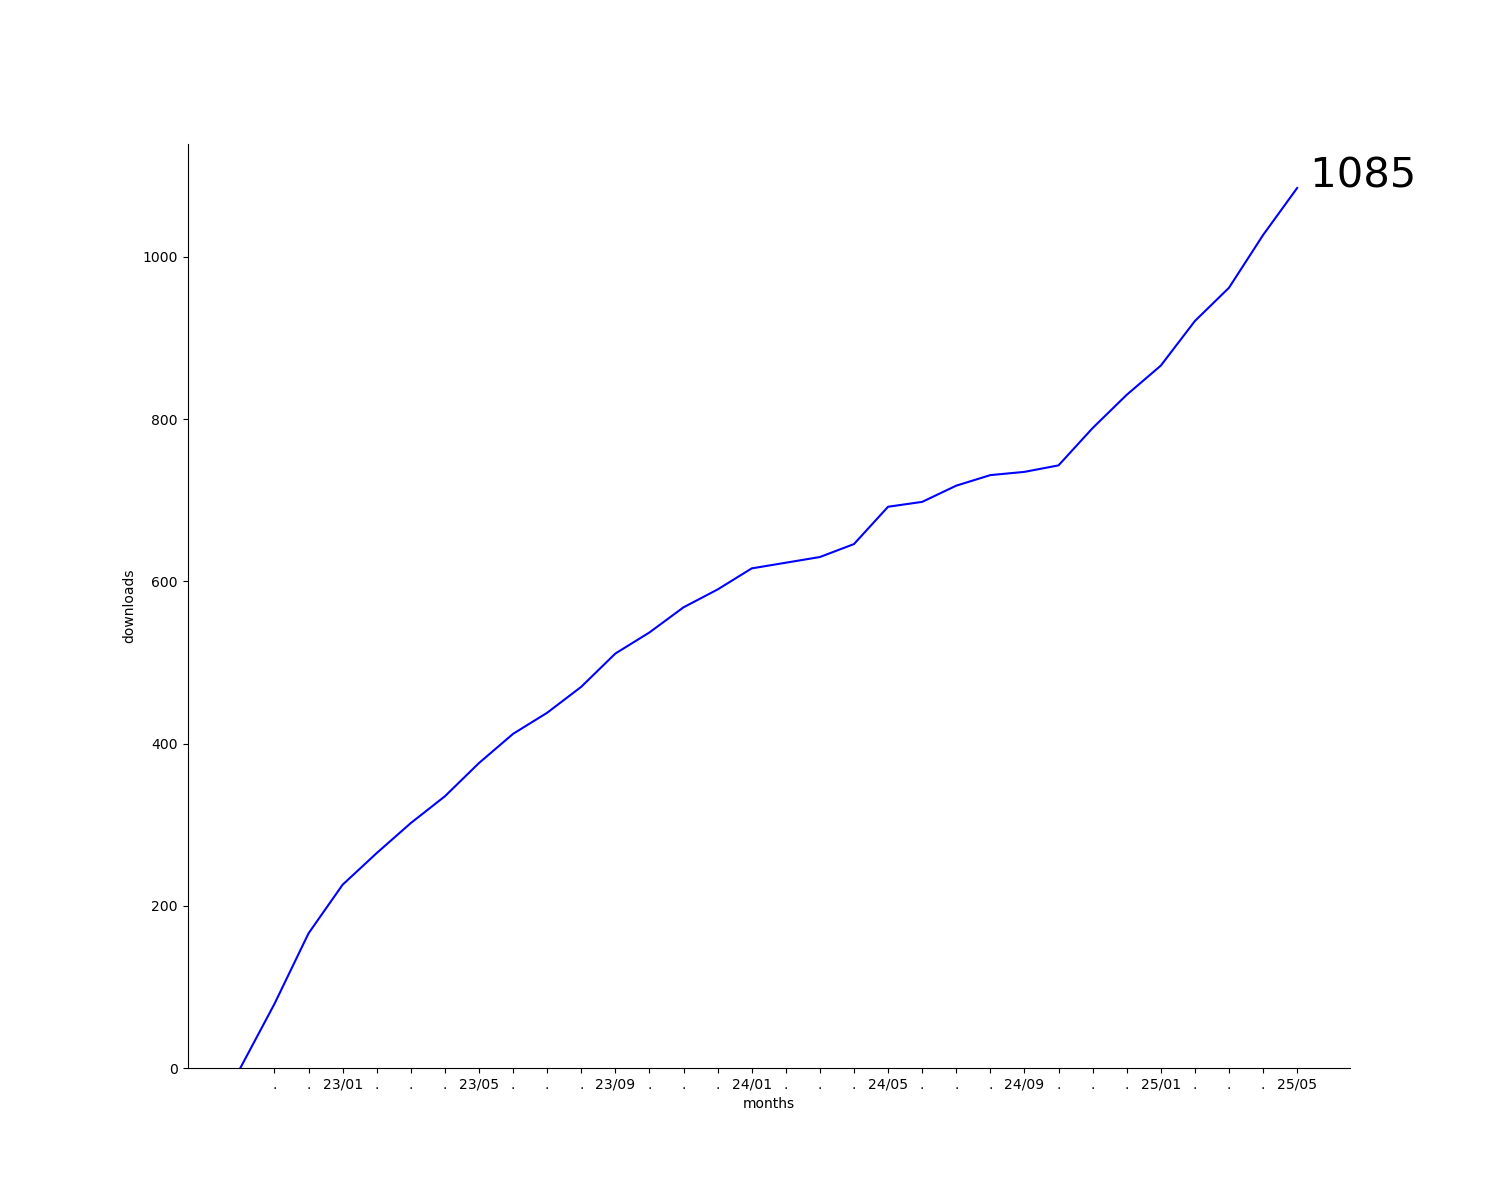 1085
1000
800
600
400
200
0
downloads
. . 23/01 . . . 23/05 . . . 23/09 . . . 24/01 . . . 24/05 . . . 24/09 . . . 25/01 . . . 25/05
months